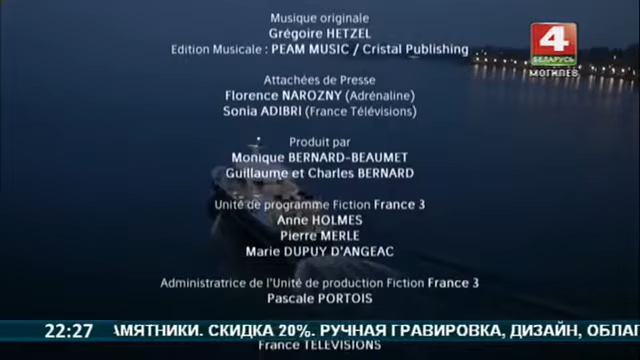 Musique originale
Grégoire HETZEL
Edition Musicale : PEAM MUSIC / Cristal Publishing
4
БЕЛАРУСЬ
МОГИЛЕВ
Attachées de Presse
Florence NAROZNY (Adrénaline)
Sonia ADIBRI (France Télévisions)
Produit par
Monique BERNARD-BEAUMET
Guillaume et Charles BERNARD
Unité de programme Fiction France 3
Anne HOLMES
Pierre MERLE
Marie DUPUY D'ANGEAC
Administratrice de l'Unité de production Fiction France 3
Pascale PORTOIS
22:27 АМЯТНИКИ. СКИДКА 20%. РУЧНАЯ ГРАВИРОВКА, ДИЗАЙН, ОБЛАГ
France TELEVISIONS